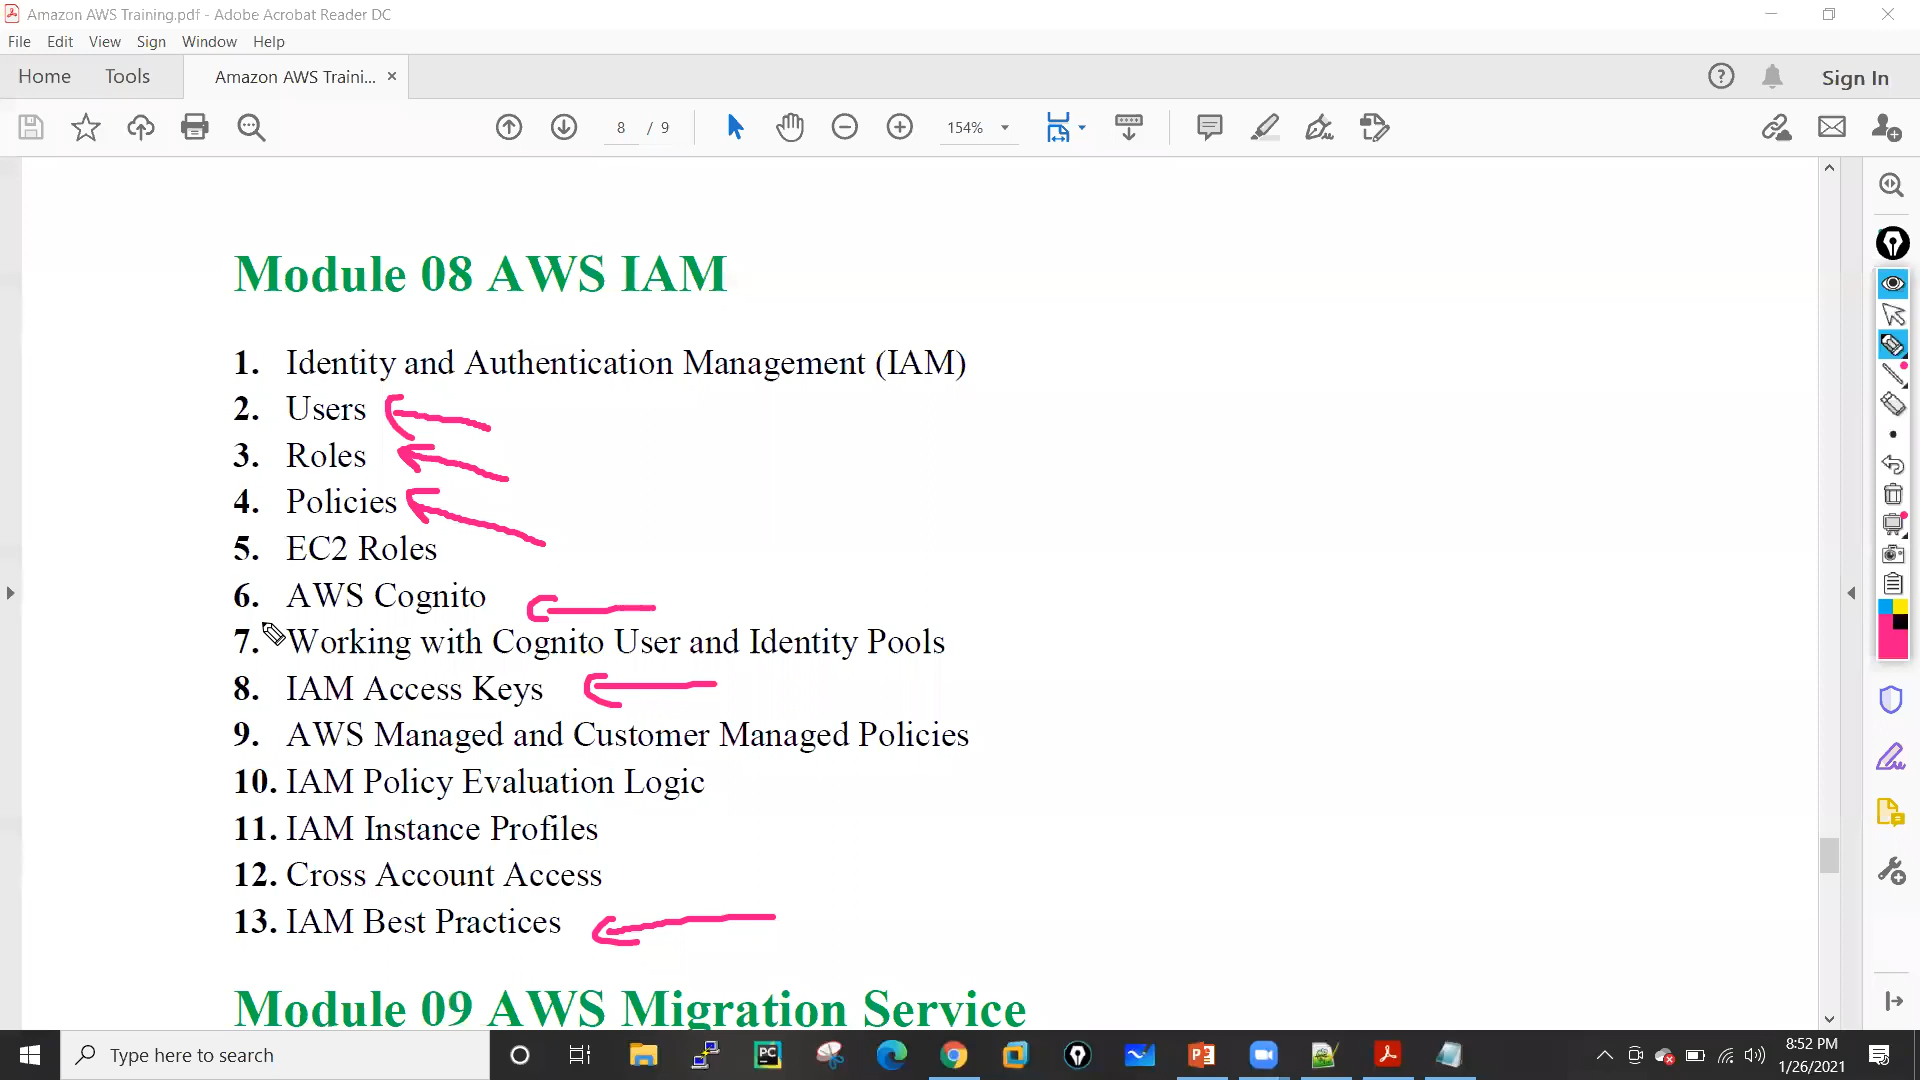 Amazon AWS Training.pdf - Adobe Acrobat Reader DC
File Edit View Sign Window Help
Home Tools Amazon AWS Traini... × Sign In
8 / 9 154%
Module 08 AWS IAM
1. Identity and Authentication Management (IAM)
2. Users
3. Roles
4. Policies
5. EC2 Roles
6. AWS Cognito
7. Working with Cognito User and Identity Pools
8. IAM Access Keys
9. AWS Managed and Customer Managed Policies
10. IAM Policy Evaluation Logic
11. IAM Instance Profiles
12. Cross Account Access
13. IAM Best Practices
Module 09 AWS Migration Service
Type here to search
8:52 PM
1/26/2021